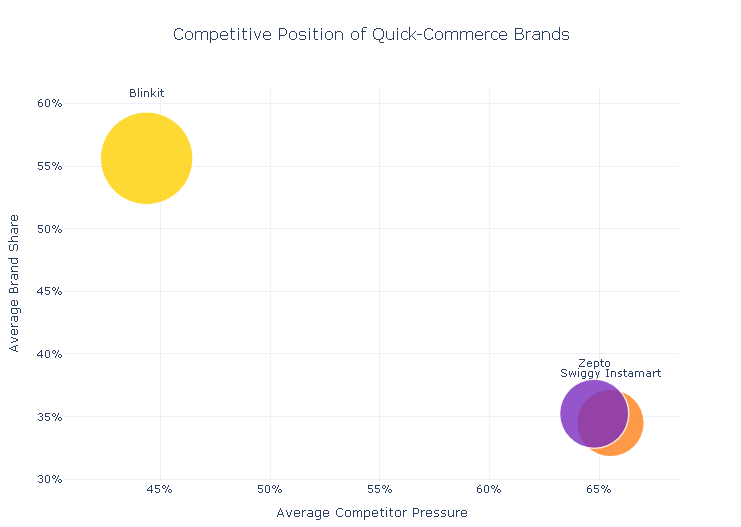 Competitive Position of Quick-Commerce Brands
Blinkit
60%
55%
50%
45%
40%
35%
30%
Average Brand Share
Zepto
Swiggy Instamart
45%
50%
55%
60%
65%
Average Competitor Pressure